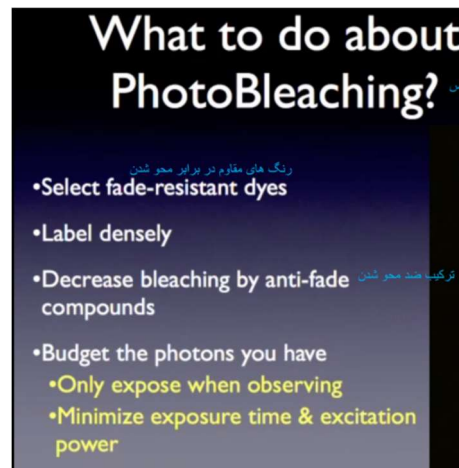 What to do about
PhotoBleaching?
رنگ های مقاوم در برابر محو شدن
•Select fade-resistant dyes
•Label densely
•Decrease bleaching by anti-fade ترکیب ضد محو شدن
compounds
•Budget the photons you have
•Only expose when observing
•Minimize exposure time & excitation
power